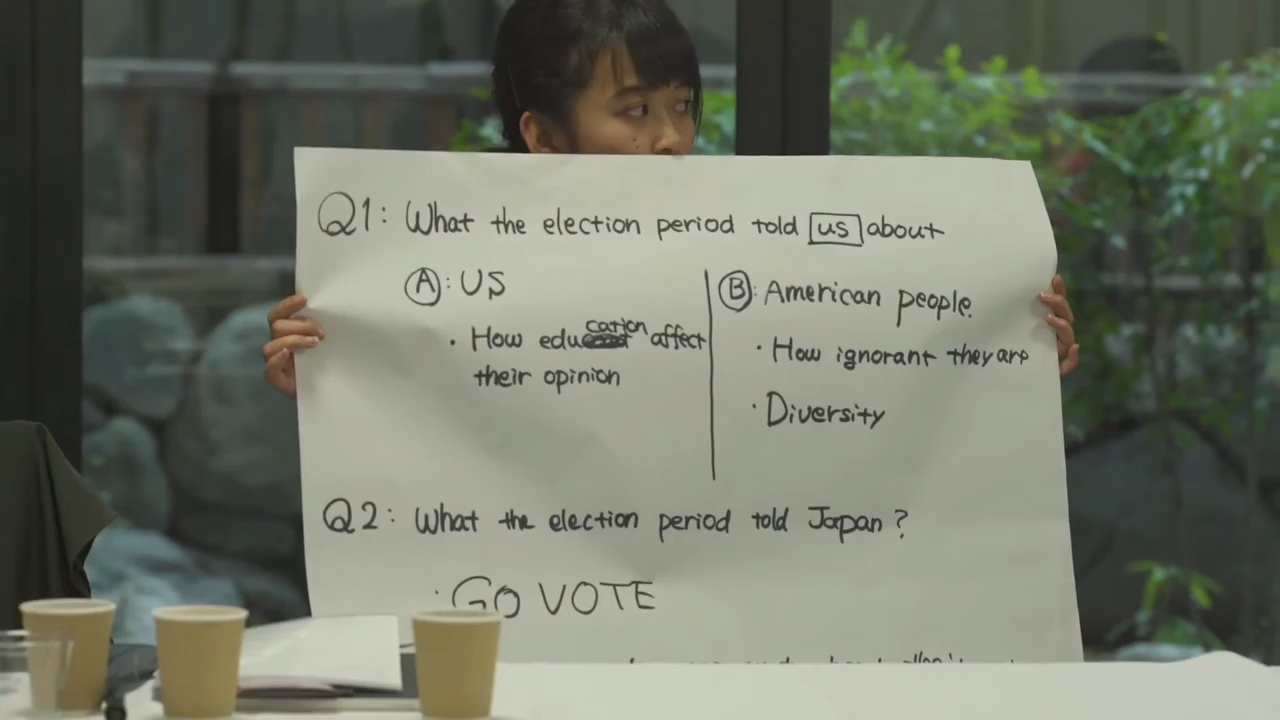 Q1: What the election period told us about
A: US
· How education affect
their opinion
B: American people.
· How ignorant they are
· Diversity
Q2: What the election period told Japan?
· GO VOTE